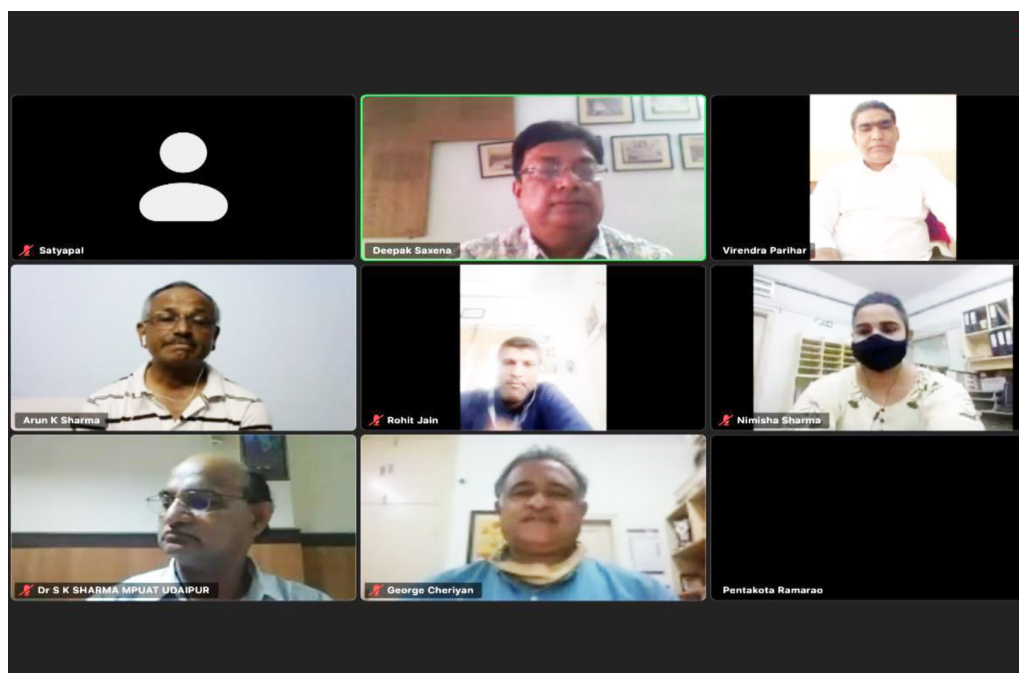 Satyapal
Deepak Saxena
Virendra Parihar
Arun K Sharma
Rohit Jain
Nimisha Sharma
Dr S K SHARMA MPUAT UDAIPUR
George Cheriyan
Pentakota Ramarao